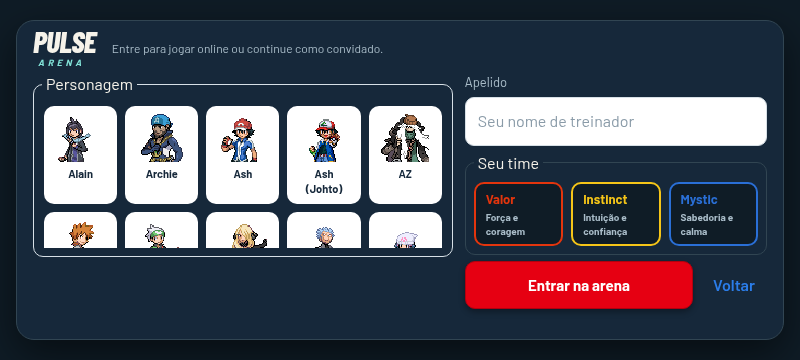 PULSE
ARENA
Entre para jogar online ou continue como convidado.
Personagem
Alain
Archie
Ash
Ash
(Johto)
AZ
Apelido
Seu nome de treinador
Seu time
Valor
Força e
coragem
Instinct
Intuição e
confiança
Mystic
Sabedoria e
calma
Entrar na arena
Voltar